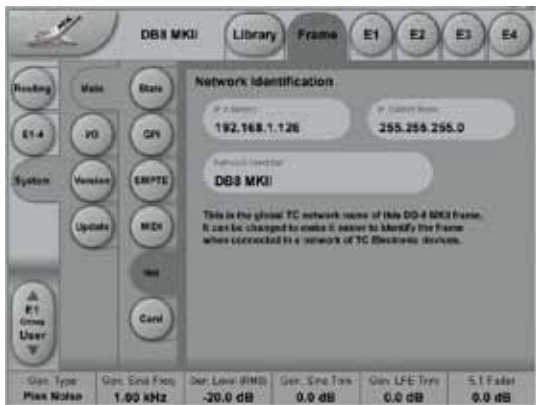 DB8 MKII
Library
Frame
E1
E2
E3
E4
Routing
Main
Stats
Network Identification
IP Address
192.168.1.126
IP Subnet Mask
255.255.255.0
E1-4
I/O
GPI
System
Version
SMPTE
Network Identifier
DB8 MKII
Update
MIDI
This is the global TC network name of this DB-8 MKII frame.
It can be changed to make it easier to identify the frame
when connected in a network of TC Electronic devices.
Net
Card
E1
Group
User
Gen. Type
Gen. Sine Freq
Gen. Level (RMS)
Gen. Sine Trim
Gen. LFE Trim
5.1 Fader
Pink Noise
1.00 kHz
-20.0 dB
0.0 dB
0.0 dB
0.0 dB